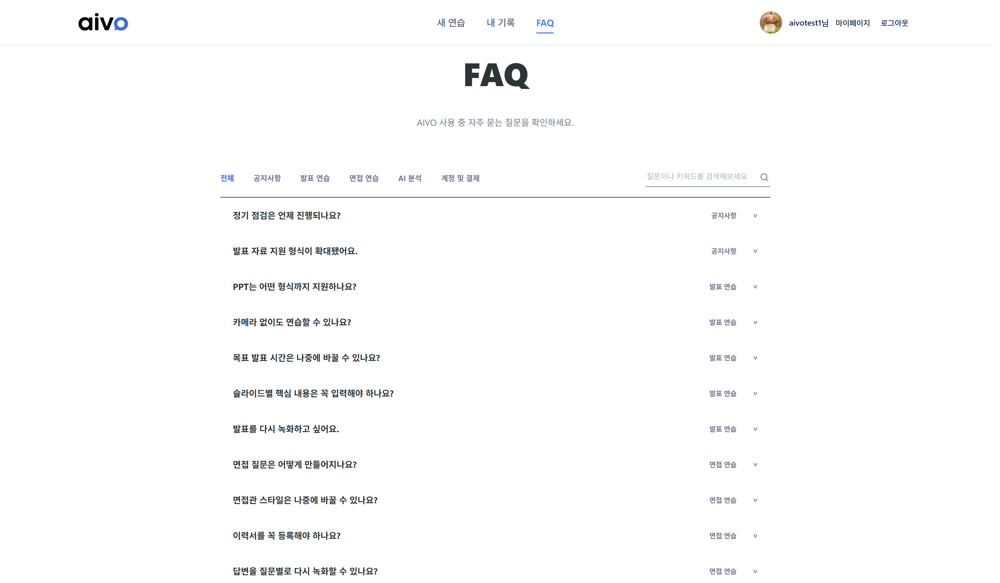 aivo
새 연습 내 기록 FAQ
aivotest1님 마이페이지 로그아웃
FAQ
AIVO 사용 중 자주 묻는 질문을 확인하세요.
전체 공지사항 발표 연습 면접 연습 AI 분석 계정 및 결제
질문이나 키워드를 검색해보세요
정기 점검은 언제 진행되나요? 공지사항 v
발표 자료 지원 형식이 확대됐어요. 공지사항 v
PPT는 어떤 형식까지 지원하나요? 발표 연습 v
카메라 없이도 연습할 수 있나요? 발표 연습 v
목표 발표 시간은 나중에 바꿀 수 있나요? 발표 연습 v
슬라이드별 핵심 내용은 꼭 입력해야 하나요? 발표 연습 v
발표를 다시 녹화하고 싶어요. 발표 연습 v
면접 질문은 어떻게 만들어지나요? 면접 연습 v
면접관 스타일은 나중에 바꿀 수 있나요? 면접 연습 v
이력서를 꼭 등록해야 하나요? 면접 연습 v
답변을 질문별로 다시 녹화할 수 있나요? 면접 연습 v